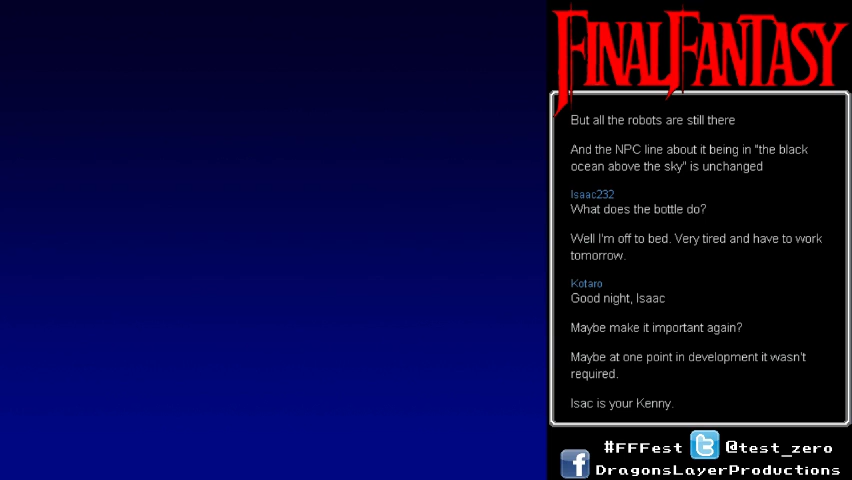 FINAL FANTASY
But all the robots are still there
And the NPC line about it being in "the black
ocean above the sky" is unchanged
Isaac232
What does the bottle do?
Well I'm off to bed. Very tired and have to work
tomorrow.
Kotaro
Good night, Isaac
Maybe make it important again?
Maybe at one point in development it wasn't
required.
Isac is your Kenny.
#FFFest @test_zero
DragonsLayerProductions